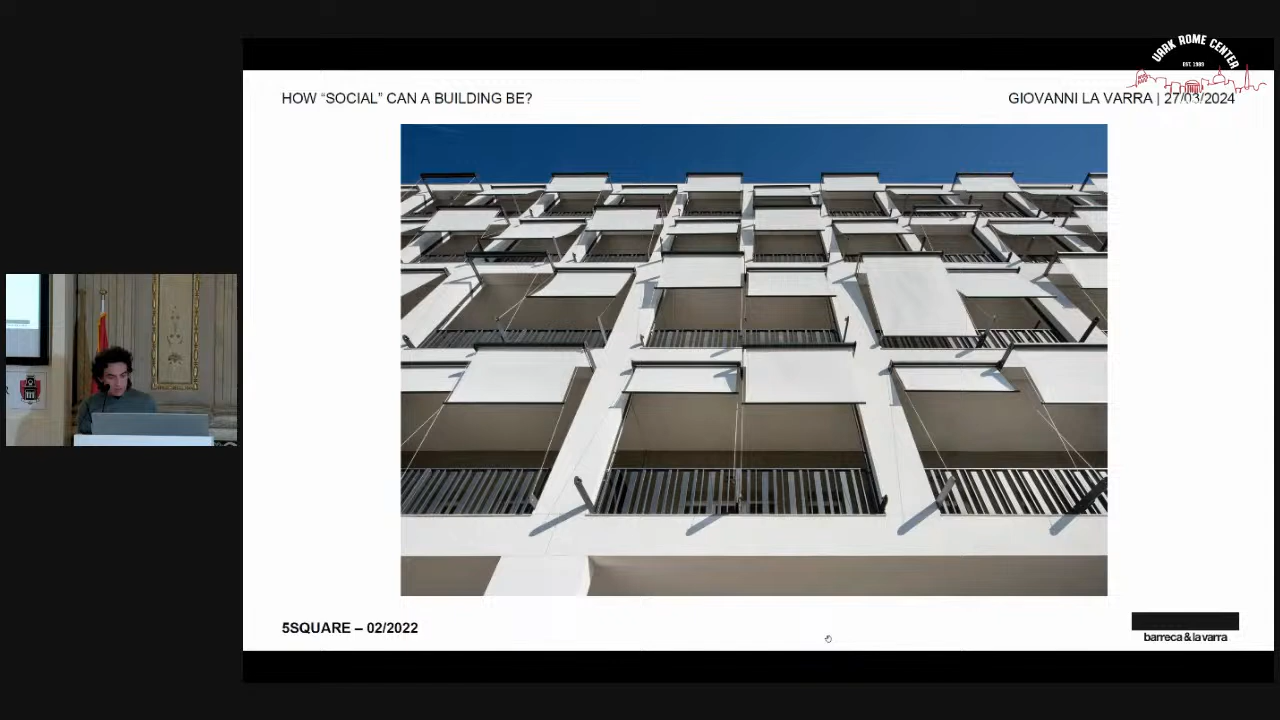 UARK ROME CENTER
EST. 1989
HOW “SOCIAL” CAN A BUILDING BE?
GIOVANNI LA VARRA | 27/03/2024
5SQUARE – 02/2022
barreca & la varra